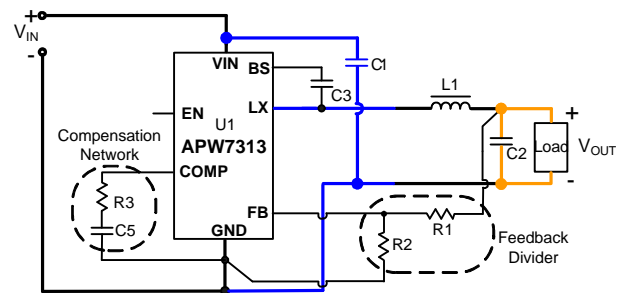 +
VIN
-
VIN
BS
C1
L1
EN
LX
C3
+
U1
APW7313
C2
Load
VOUT
Compensation
Network
COMP
-
R3
C5
FB
GND
R1
R2
Feedback
Divider